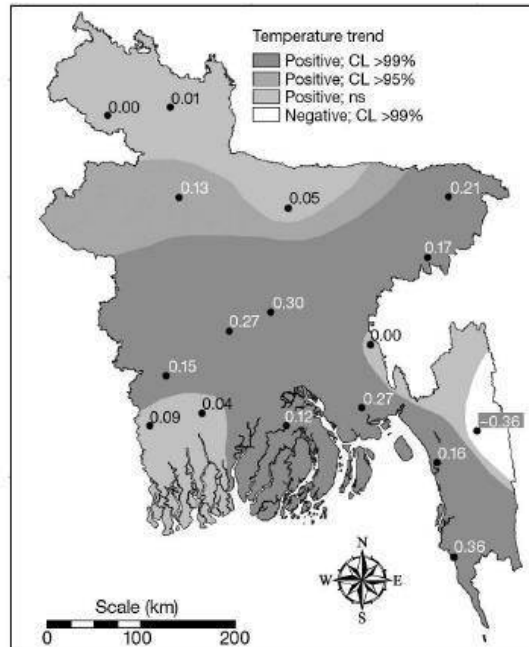 Temperature trend
Positive; CL >99%
Positive; CL >95%
Positive; ns
Negative; CL >99%
0.00
0.01
0.13
0.05
0.21
0.17
0.30
0.27
0.00
0.15
0.09
0.04
0.12
0.27
−0.36
0.16
0.36
N
W E
S
Scale (km)
0 100 200